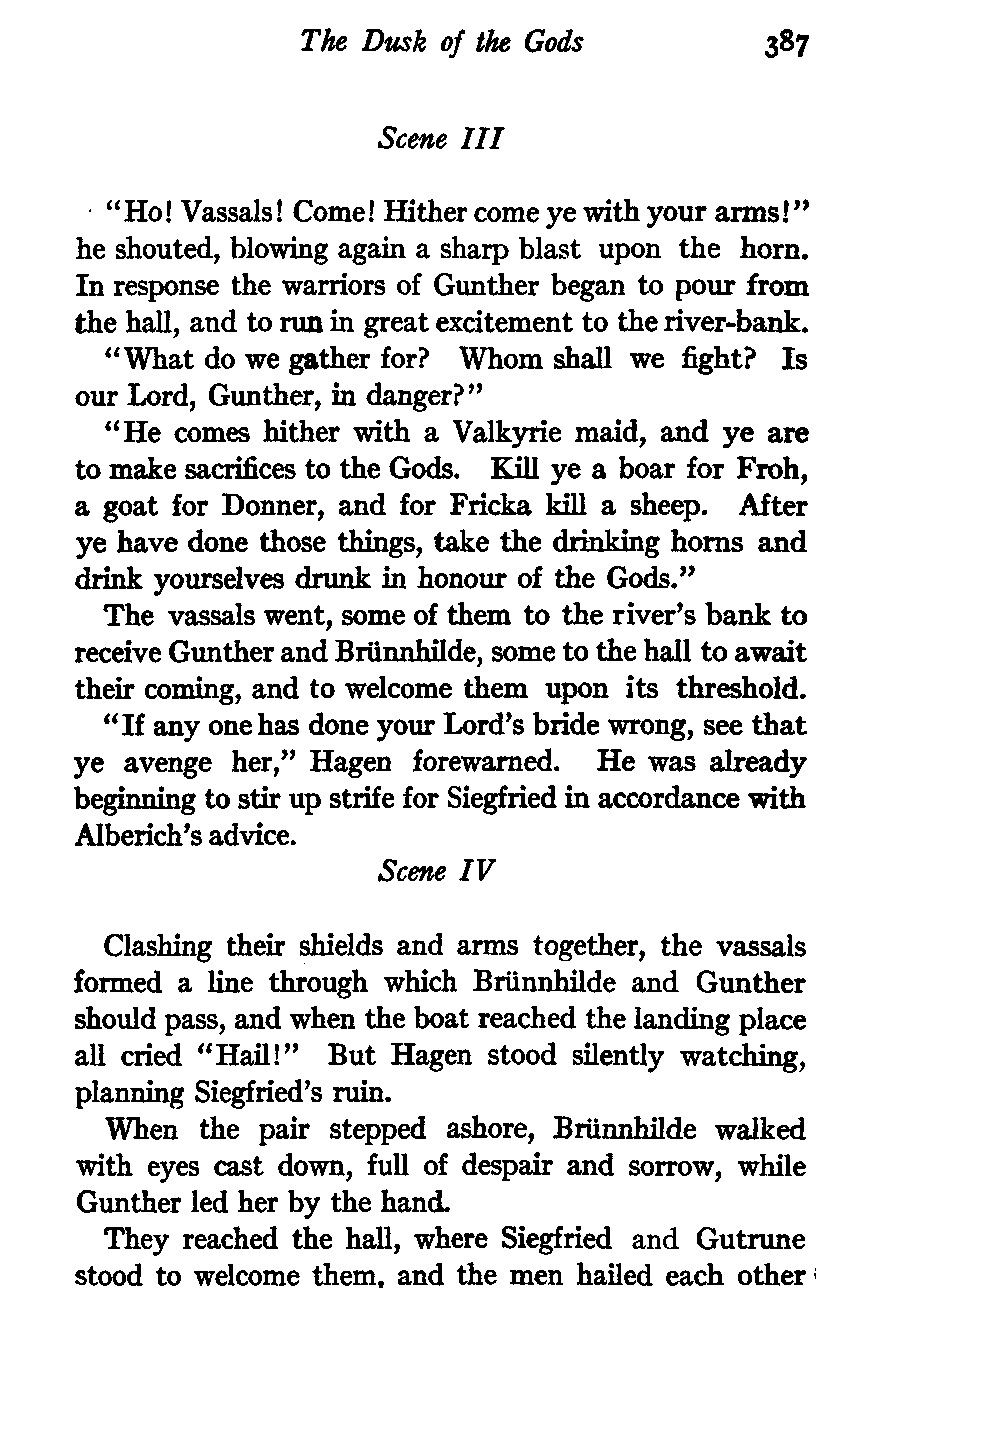 The Dusk of the Gods 387
Scene III
"Ho! Vassals! Come! Hither come ye with your arms!"
he shouted, blowing again a sharp blast upon the horn.
In response the warriors of Gunther began to pour from
the hall, and to run in great excitement to the river-bank.
"What do we gather for? Whom shall we fight? Is
our Lord, Gunther, in danger?"
"He comes hither with a Valkyrie maid, and ye are
to make sacrifices to the Gods. Kill ye a boar for Froh,
a goat for Donner, and for Fricka kill a sheep. After
ye have done those things, take the drinking horns and
drink yourselves drunk in honour of the Gods."
The vassals went, some of them to the river's bank to
receive Gunther and Brünnhilde, some to the hall to await
their coming, and to welcome them upon its threshold.
"If any one has done your Lord's bride wrong, see that
ye avenge her," Hagen forewarned. He was already
beginning to stir up strife for Siegfried in accordance with
Alberich's advice.
Scene IV
Clashing their shields and arms together, the vassals
formed a line through which Brünnhilde and Gunther
should pass, and when the boat reached the landing place
all cried "Hail!" But Hagen stood silently watching,
planning Siegfried's ruin.
When the pair stepped ashore, Brünnhilde walked
with eyes cast down, full of despair and sorrow, while
Gunther led her by the hand.
They reached the hall, where Siegfried and Gutrune
stood to welcome them, and the men hailed each other